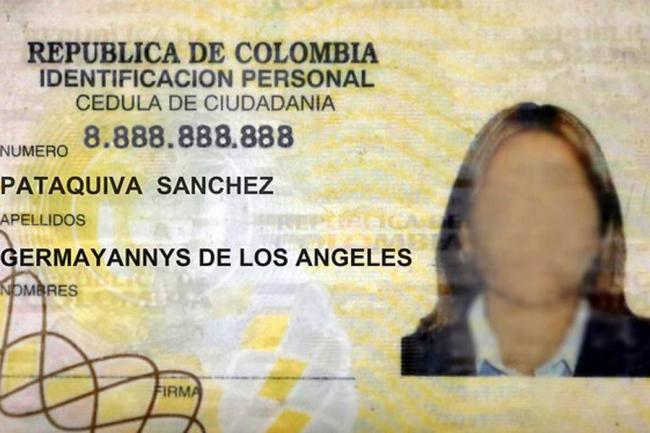 REPUBLICA DE COLOMBIA
IDENTIFICACION PERSONAL
CEDULA DE CIUDADANIA
NUMERO 8.888.888.888
PATAQUIVA SANCHEZ
APELLIDOS
GERMAYANNYS DE LOS ANGELES
NOMBRES
FIRMA